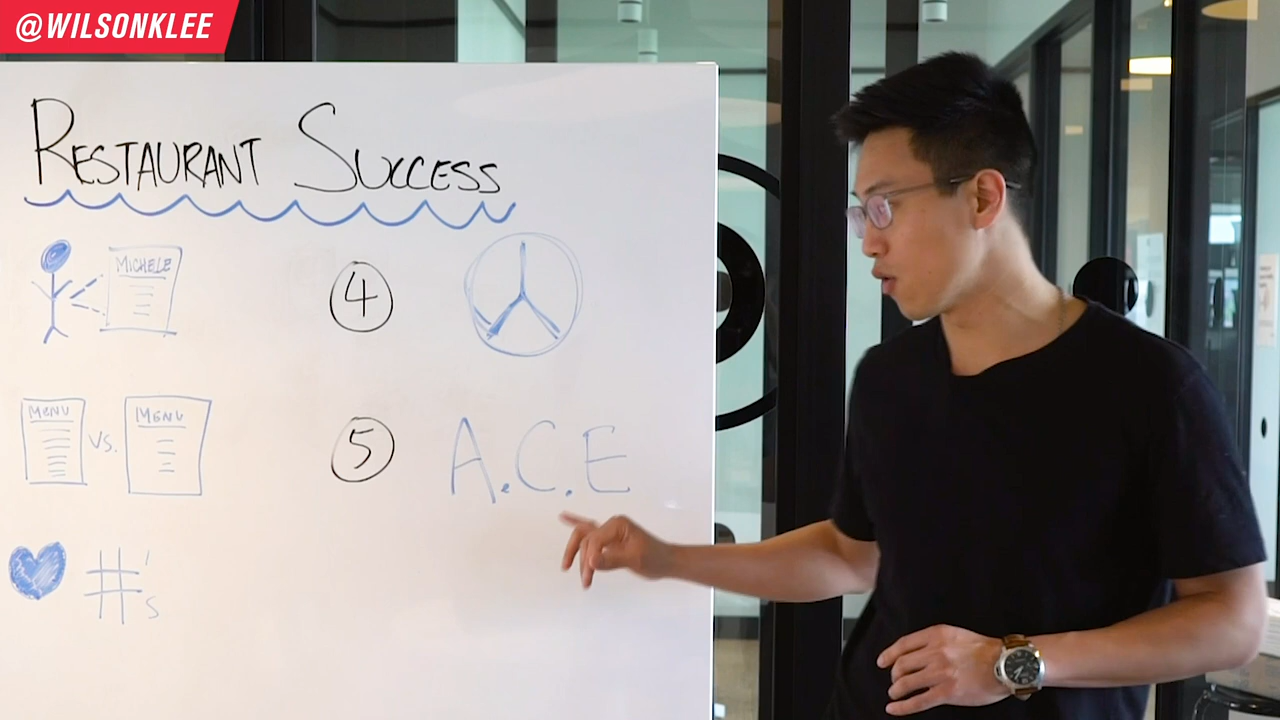 @WILSONKLEE
RESTAURANT SUCCESS
MICHELE
4
MENU VS. MENU
5 A.C.E
#'s